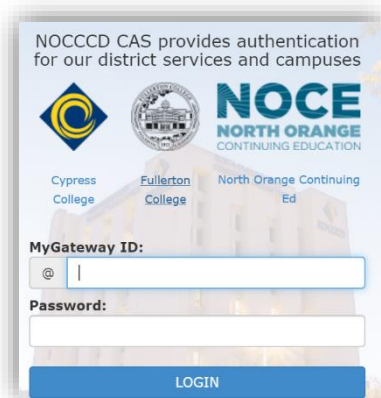 NOCCCD CAS provides authentication
for our district services and campuses
NOCE
NORTH ORANGE
CONTINUING EDUCATION
Cypress
College
Fullerton
College
North Orange Continuing
Ed
MyGateway ID:
@
Password:
LOGIN